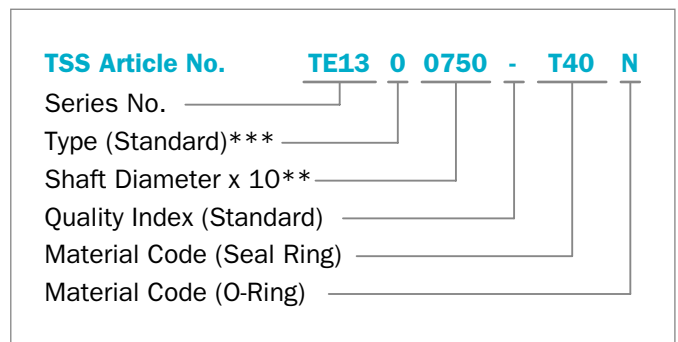 TSS Article No. TE13 0 0750 - T40 N
Series No.
Type (Standard)***
Shaft Diameter x 10**
Quality Index (Standard)
Material Code (Seal Ring)
Material Code (O-Ring)